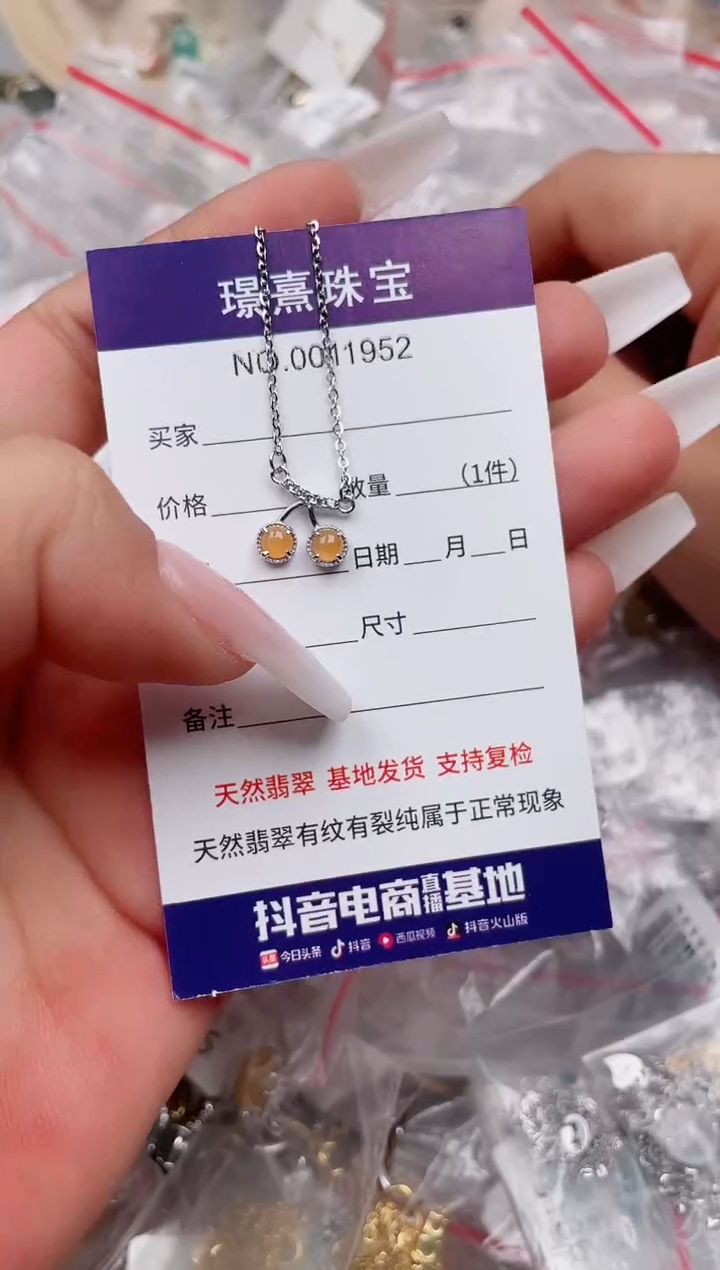 璟熹珠宝
NO.0011952
买家
价格 数量 (1件)
日期 月 日
尺寸
备注
天然翡翠 基地发货 支持复检
天然翡翠有纹有裂纯属于正常现象
抖音电商直播基地
头条 今日头条 抖音 西瓜视频 抖音火山版